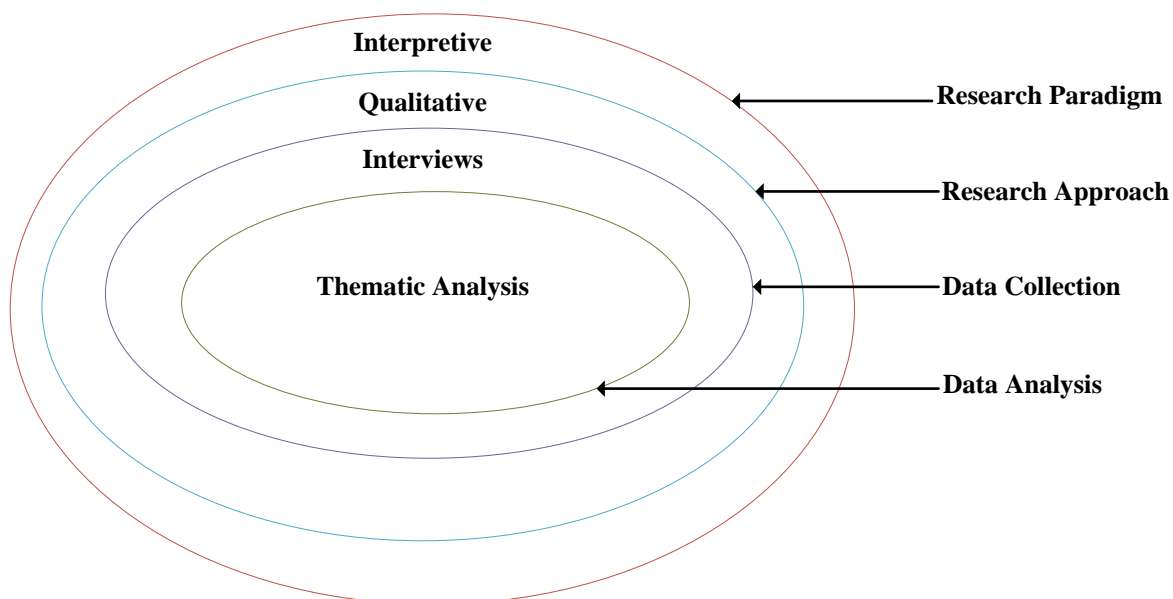 Interpretive
Research Paradigm
Qualitative
Interviews
Research Approach
Thematic Analysis
Data Collection
Data Analysis